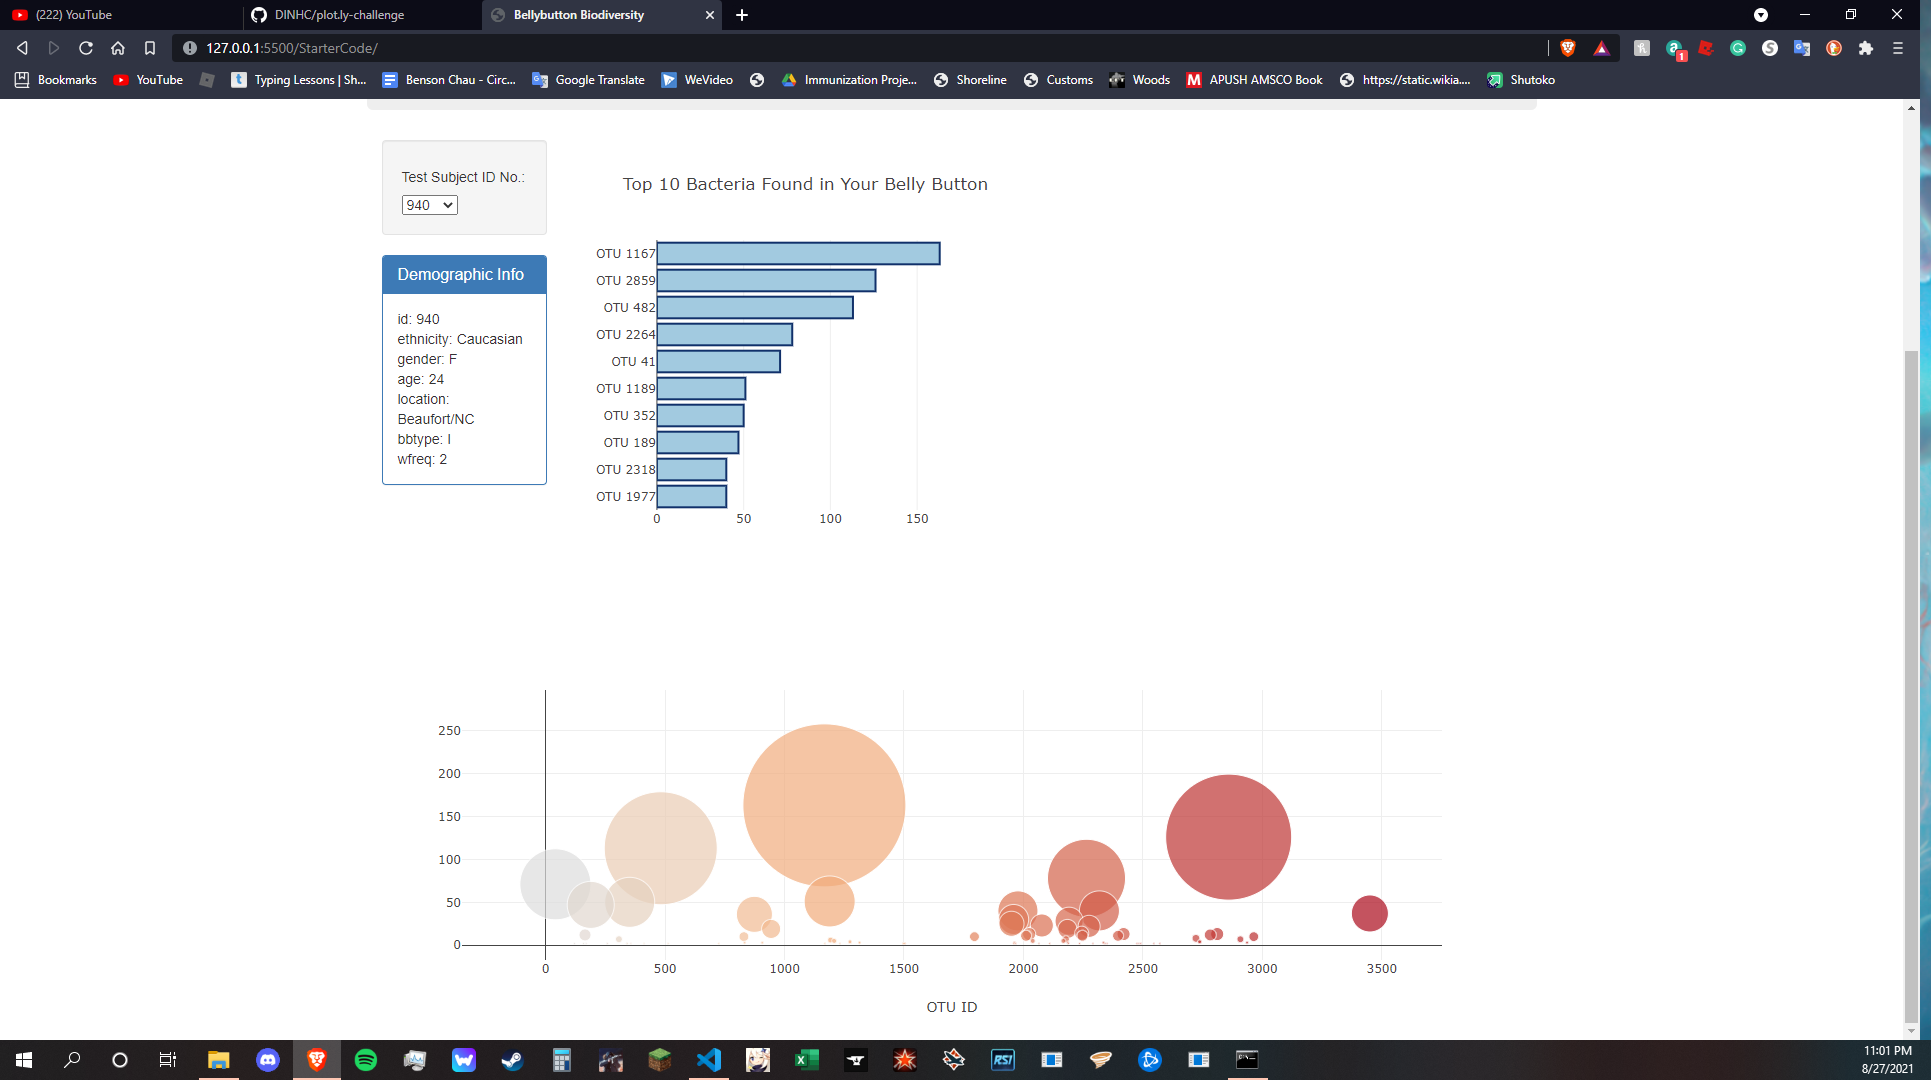 (222) YouTube
DINHC/plot.ly-challenge
Bellybutton Biodiversity
127.0.0.1:5500/StarterCode/
1
Bookmarks
YouTube
Typing Lessons | Sh...
Benson Chau - Circ...
Google Translate
WeVideo
Immunization Proje...
Shoreline
Customs
Woods
APUSH AMSCO Book
https://static.wikia....
Shutoko
Test Subject ID No.:
940
Demographic Info
id: 940
ethnicity: Caucasian
gender: F
age: 24
location:
Beaufort/NC
bbtype: I
wfreq: 2
Top 10 Bacteria Found in Your Belly Button
OTU 1167
OTU 2859
OTU 482
OTU 2264
OTU 41
OTU 1189
OTU 352
OTU 189
OTU 2318
OTU 1977
0 50 100 150
250
200
150
100
50
0
0 500 1000 1500 2000 2500 3000 3500
OTU ID
RSI
11:01 PM
8/27/2021